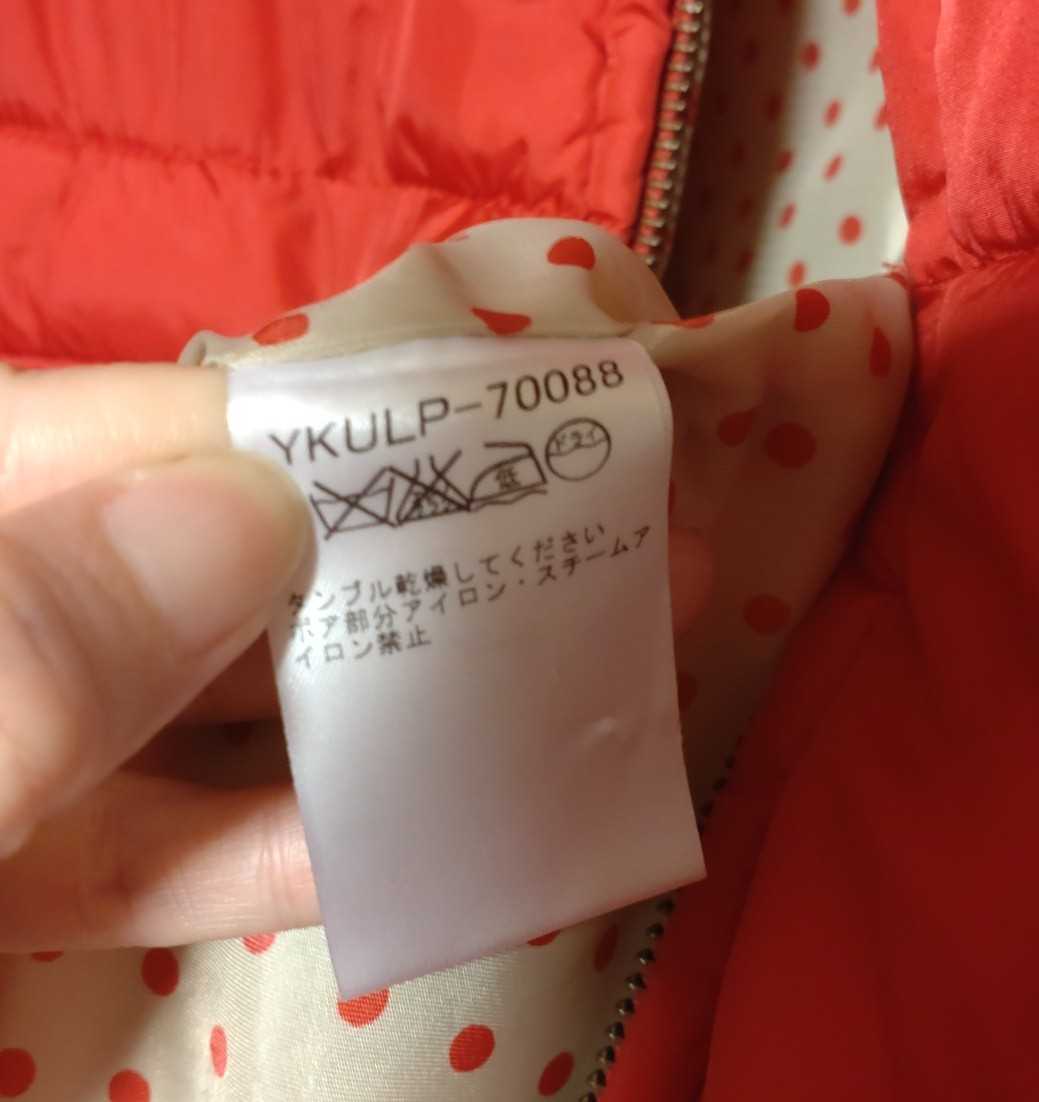 YKULP-70088
低 ドライ
タンブル乾燥してください
ボア部分アイロン・スチームア
イロン禁止